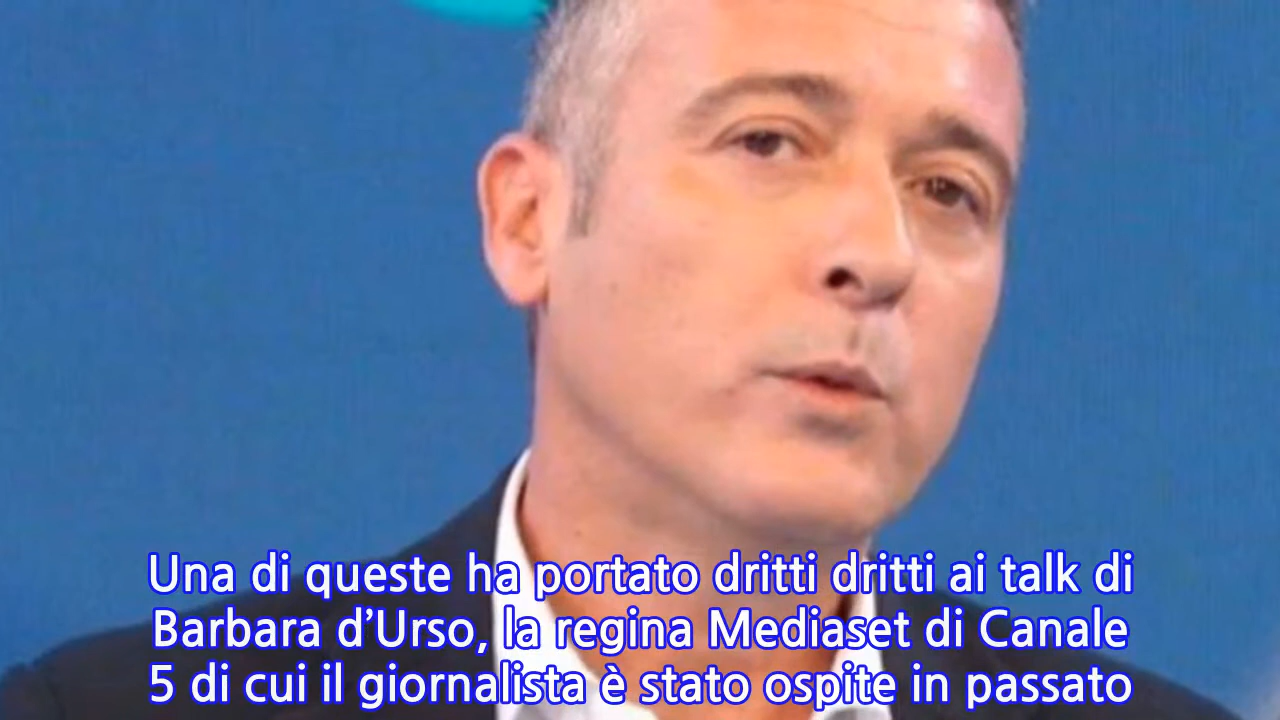 Una di queste ha portato dritti dritti ai talk di
Barbara d’Urso, la regina Mediaset di Canale
5 di cui il giornalista è stato ospite in passato